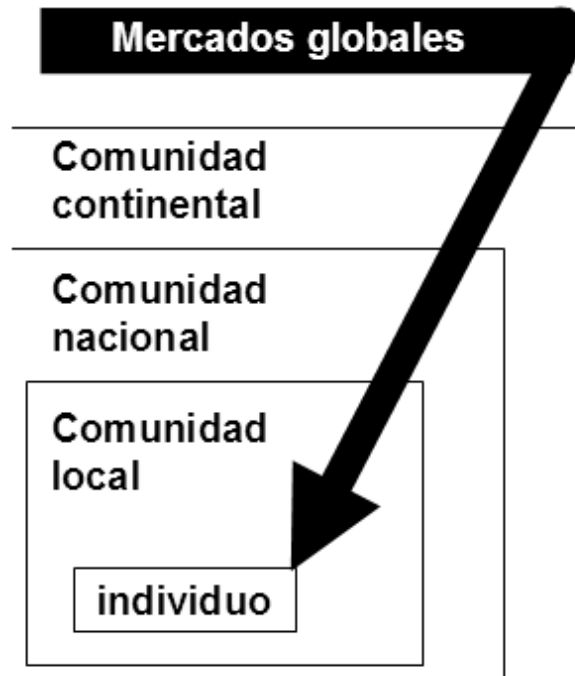 Mercados globales
Comunidad
continental
Comunidad
nacional
Comunidad
local
individuo